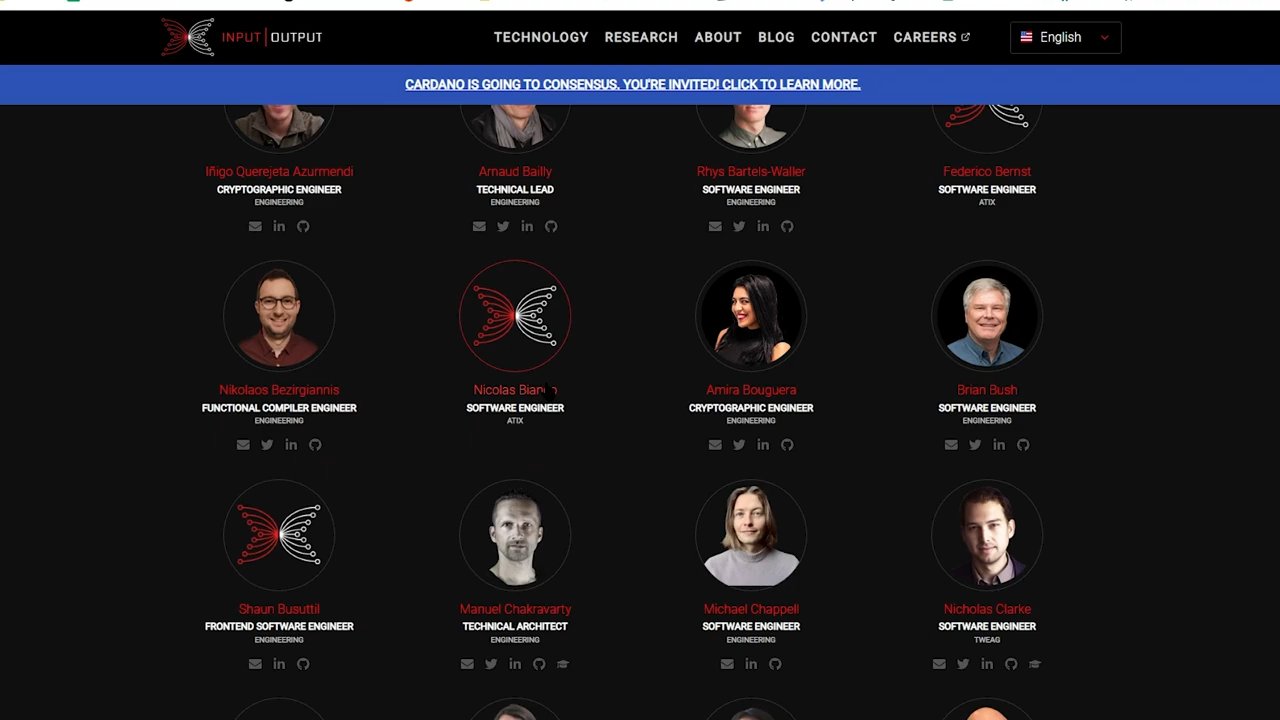 INPUT | OUTPUT
TECHNOLOGY RESEARCH ABOUT BLOG CONTACT CAREERS
English
CARDANO IS GOING TO CONSENSUS. YOU'RE INVITED! CLICK TO LEARN MORE.
Iñigo Querejeta Azurmendi
CRYPTOGRAPHIC ENGINEER
ENGINEERING
Arnaud Bailly
TECHNICAL LEAD
ENGINEERING
Rhys Bartels-Waller
SOFTWARE ENGINEER
ENGINEERING
Federico Bernst
SOFTWARE ENGINEER
ATIX
Nikolaos Bezirgiannis
FUNCTIONAL COMPILER ENGINEER
ENGINEERING
Nicolas
SOFTWARE ENGINEER
ATIX
Amira Bouguera
CRYPTOGRAPHIC ENGINEER
ENGINEERING
Brian Bush
SOFTWARE ENGINEER
ENGINEERING
Shaun Busuttil
FRONTEND SOFTWARE ENGINEER
ENGINEERING
Manuel Chakravarty
TECHNICAL ARCHITECT
ENGINEERING
Michael Chappell
SOFTWARE ENGINEER
ENGINEERING
Nicholas Clarke
SOFTWARE ENGINEER
TWEAG